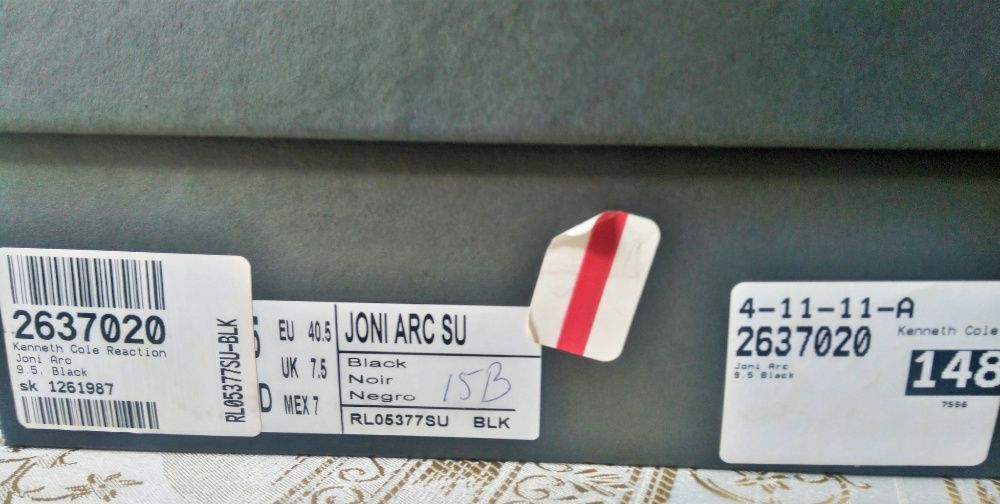 2637020
Kenneth Cole Reaction
Joni Arc
9.5, Black
sk 1261987
RL05377SU-BLK
5 EU 40.5
UK 7.5
D MEX 7
JONI ARC SU
Black
Noir
Negro
15B
RL05377SU BLK
4-11-11-A
2637020 Kenneth Cole
Joni Arc
9.5 Black
148
7556